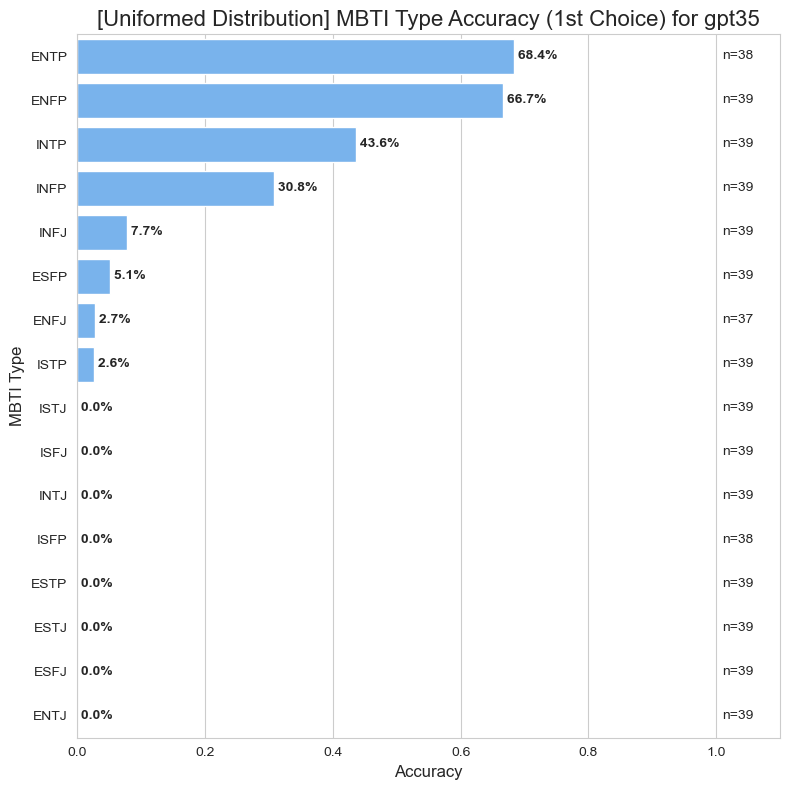 [Uniformed Distribution] MBTI Type Accuracy (1st Choice) for gpt35
MBTI Type
ENTP 68.4% n=38
ENFP 66.7% n=39
INTP 43.6% n=39
INFP 30.8% n=39
INFJ 7.7% n=39
ESFP 5.1% n=39
ENFJ 2.7% n=37
ISTP 2.6% n=39
ISTJ 0.0% n=39
ISFJ 0.0% n=39
INTJ 0.0% n=39
ISFP 0.0% n=38
ESTP 0.0% n=39
ESTJ 0.0% n=39
ESFJ 0.0% n=39
ENTJ 0.0% n=39
0.0 0.2 0.4 0.6 0.8 1.0
Accuracy